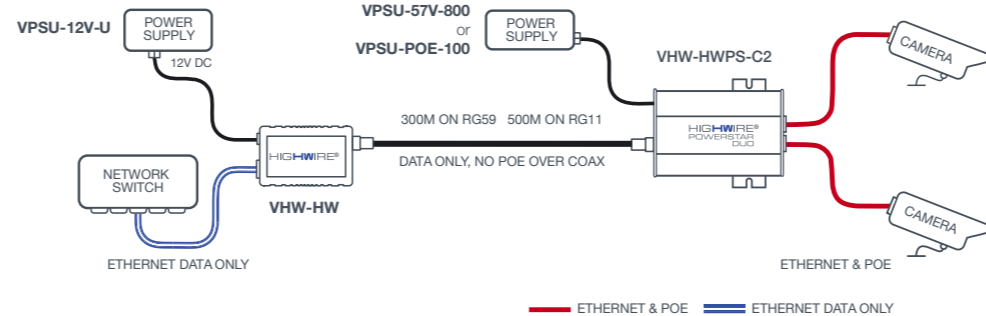 VPSU-12V-U
POWER
SUPPLY
12V DC
VPSU-57V-800
or
VPSU-POE-100
POWER
SUPPLY
VHW-HWPS-C2
CAMERA
300M ON RG59 500M ON RG11
HIGHWIRE®
HIGHWIRE®
POWERSTAR
DUO
DATA ONLY, NO POE OVER COAX
NETWORK
SWITCH
VHW-HW
CAMERA
ETHERNET DATA ONLY
ETHERNET & POE
ETHERNET & POE
ETHERNET DATA ONLY